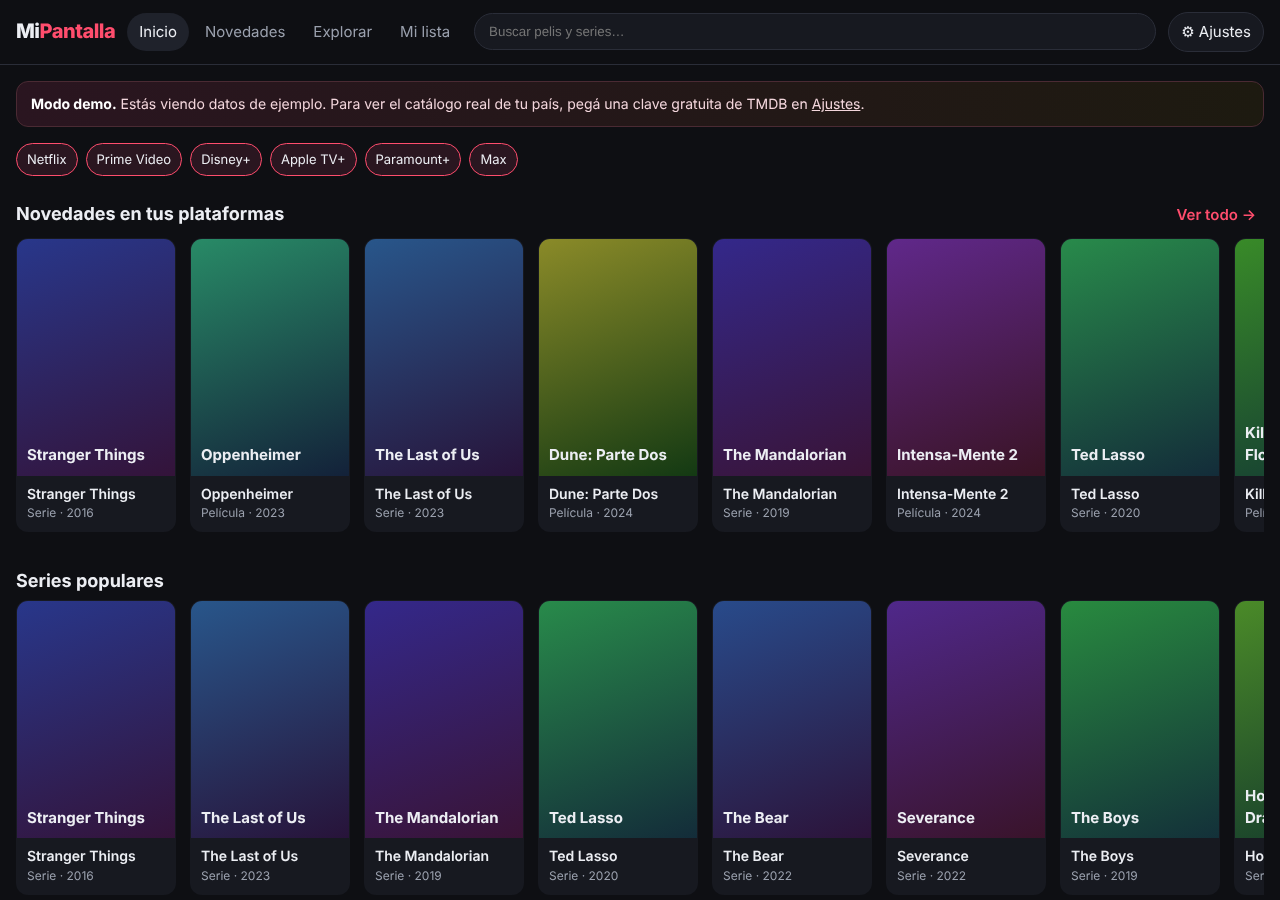 MiPantalla Inicio Novedades Explorar Mi lista Buscar pelis y series… ⚙ Ajustes
Modo demo. Estás viendo datos de ejemplo. Para ver el catálogo real de tu país, pegá una clave gratuita de TMDB en Ajustes.
Netflix Prime Video Disney+ Apple TV+ Paramount+ Max
Novedades en tus plataformas Ver todo →
Stranger Things Oppenheimer The Last of Us Dune: Parte Dos The Mandalorian Intensa-Mente 2 Ted Lasso
Stranger Things Oppenheimer The Last of Us Dune: Parte Dos The Mandalorian Intensa-Mente 2 Ted Lasso
Serie · 2016 Película · 2023 Serie · 2023 Película · 2024 Serie · 2019 Película · 2024 Serie · 2020
Series populares
Stranger Things The Last of Us The Mandalorian Ted Lasso The Bear Severance The Boys
Stranger Things The Last of Us The Mandalorian Ted Lasso The Bear Severance The Boys
Serie · 2016 Serie · 2023 Serie · 2019 Serie · 2020 Serie · 2022 Serie · 2022 Serie · 2019